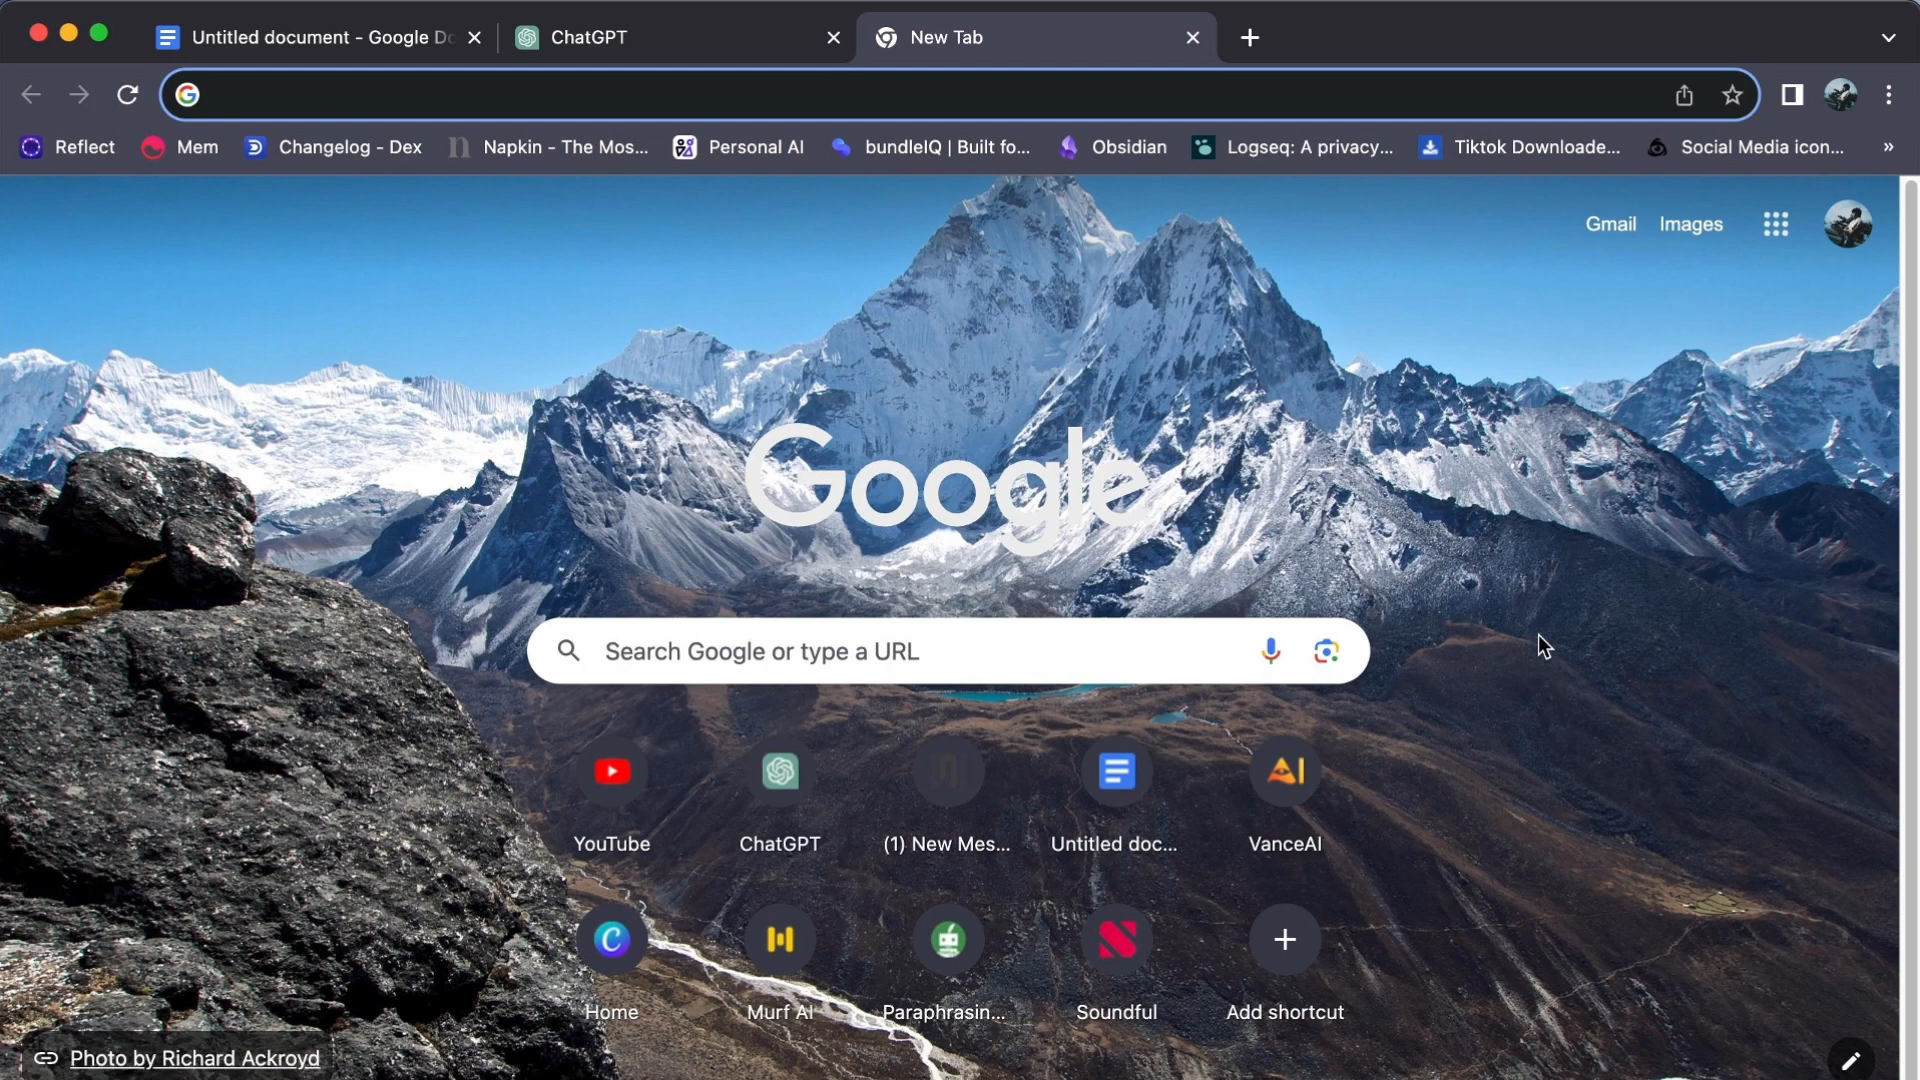 Untitled document - Google Do
ChatGPT
New Tab
Reflect
Mem
Changelog - Dex
Napkin - The Mos...
Personal AI
bundleIQ | Built fo...
Obsidian
Logseq: A privacy...
Tiktok Downloade...
Social Media icon...
»
Gmail
Images
Google
Search Google or type a URL
YouTube
ChatGPT
(1) New Mes...
Untitled doc...
VanceAI
Home
Murf AI
Paraphrasin...
Soundful
Add shortcut
Photo by Richard Ackroyd